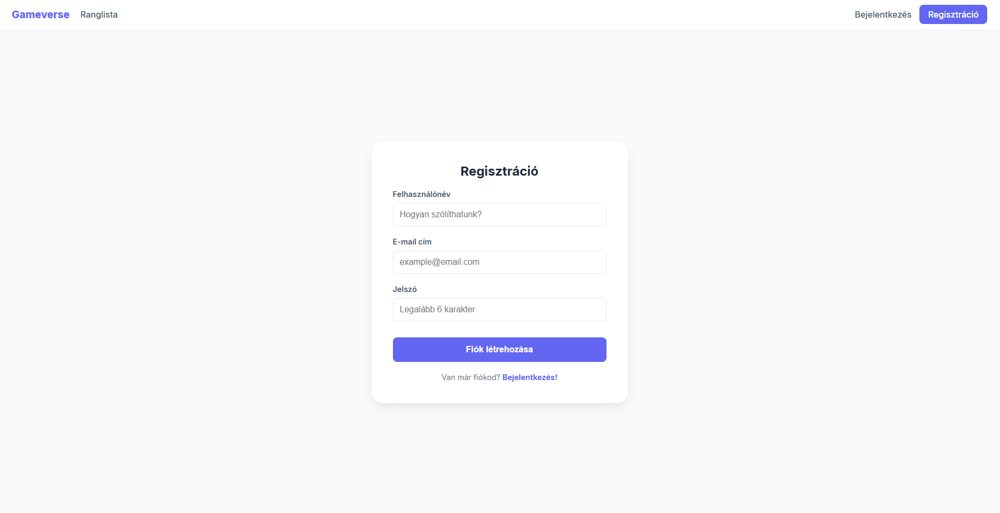 Gameverse Ranglista Bejelentkezés Regisztráció
Regisztráció
Felhasználónév
Hogyan szólíthatunk?
E-mail cím
example@email.com
Jelszó
Legalább 6 karakter
Fiók létrehozása
Van már fiókod? Bejelentkezés!